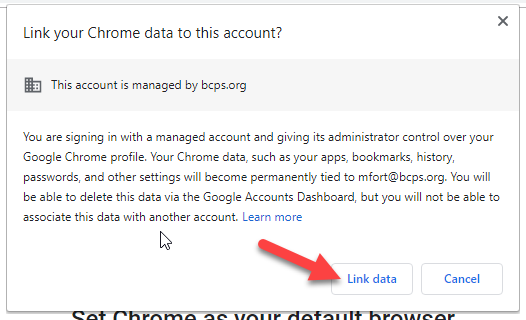 Link your Chrome data to this account?
This account is managed by bcps.org
You are signing in with a managed account and giving its administrator control over your
Google Chrome profile. Your Chrome data, such as your apps, bookmarks, history,
passwords, and other settings will become permanently tied to mfort@bcps.org. You will
be able to delete this data via the Google Accounts Dashboard, but you will not be able to
associate this data with another account. Learn more
Link data
Cancel
Set Chrome as your default browser